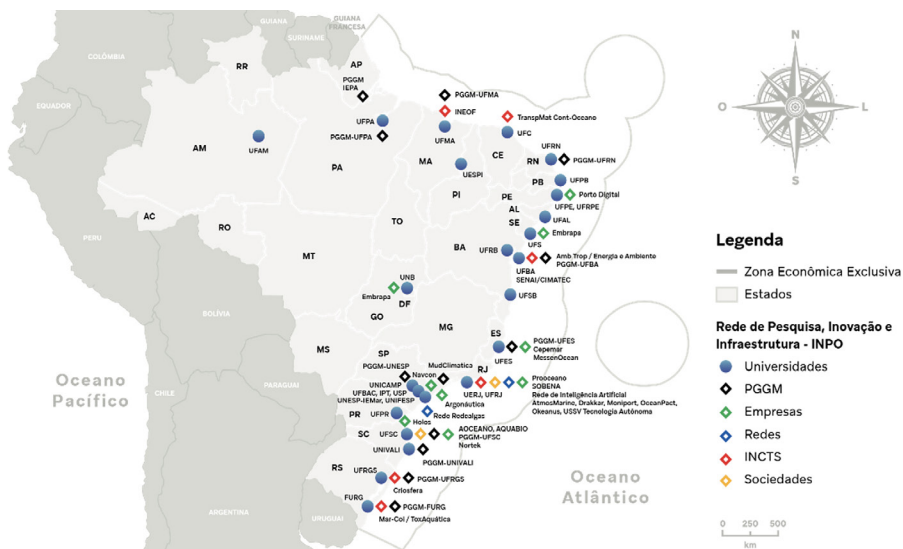 GUIANA FRANCESA
GUIANA
SURINAME
COLÔMBIA
EQUADOR
PERU
BOLÍVIA
PARAGUAI
CHILE
ARGENTINA
URUGUAI
Oceano
Pacífico
Oceano
Atlântico
N
O
L
S
RR
AP
PGGM
IEPA
AM
UFAM
UFPA
PGGM-UFPA
PA
PGGM-UFMA
INEOF
UFMA
MA
UESPI
PI
TranspMat Cont-Oceano
UFC
CE
UFRN
PGGM-UFRN
RN
UFPB
PB
Porto Digital
UFPE, UFRPE
PE
AL
UFAL
SE
Embrapa
UFS
AC
RO
TO
MT
BA
UFRB
Amb Trop / Energia e Ambiente
PGGM-UFBA
UFBA
SENAI/CIMATEC
UFSB
UNB
Embrapa
DF
GO
MG
MS
ES
PGGM-UFES
Cepemar
MessenOcean
UFES
SP
PGGM-UNESP
Navcon
MudClimatica
RJ
UNICAMP
UFBAC, IPT, USP
UNESP-IEMar, UNIFESP
Argonáutica
UERJ, UFRJ
Prooceano
SOBENA
Rede de Inteligência Artificial
AtmosMarine, Drakkar, Moniport, OceanPact,
Okeanus, USSV Tecnologia Autônoma
UFPR
Rede Redealgas
PR
Holos
SC
UFSC
AOCEANO, AQUABIO
PGGM-UFSC
Nortek
UNIVALI
PGGM-UNIVALI
RS
UFRGS
PGGM-UFRGS
Criosfera
FURG
PGGM-FURG
Mar-Col / ToxAquática
Legenda
Zona Econômica Exclusiva
Estados
Rede de Pesquisa, Inovação e
Infraestrutura - INPO
Universidades
PGGM
Empresas
Redes
INCTS
Sociedades
0 250 500
km